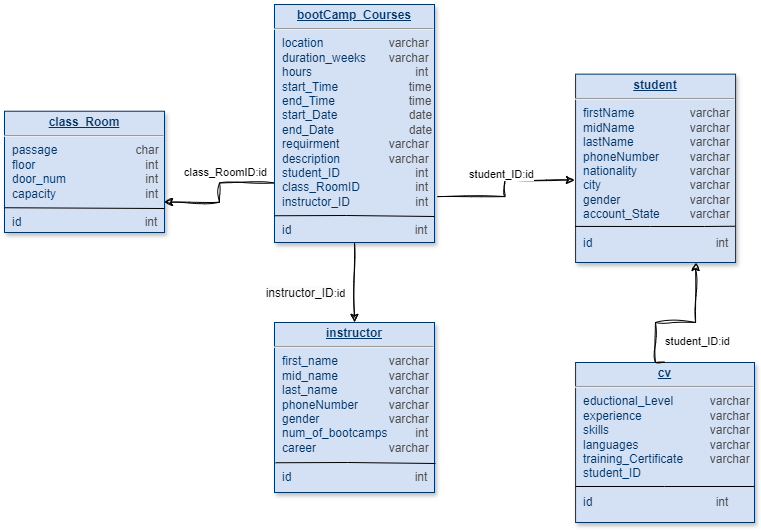 bootCamp_Courses
location varchar
duration_weeks varchar
hours int
start_Time time
end_Time time
start_Date date
end_Date date
requirment varchar
description varchar
student_ID int
class_RoomID int
instructor_ID int
id int
class_Room
passage char
floor int
door_num int
capacity int
id int
class_RoomID:id
student_ID:id
student
firstName varchar
midName varchar
lastName varchar
phoneNumber varchar
nationality varchar
city varchar
gender varchar
account_State varchar
id int
instructor_ID:id
instructor
first_name varchar
mid_name varchar
last_name varchar
phoneNumber varchar
gender varchar
num_of_bootcamps int
career varchar
id int
student_ID:id
cv
eductional_Level varchar
experience varchar
skills varchar
languages varchar
training_Certificate varchar
student_ID
id int